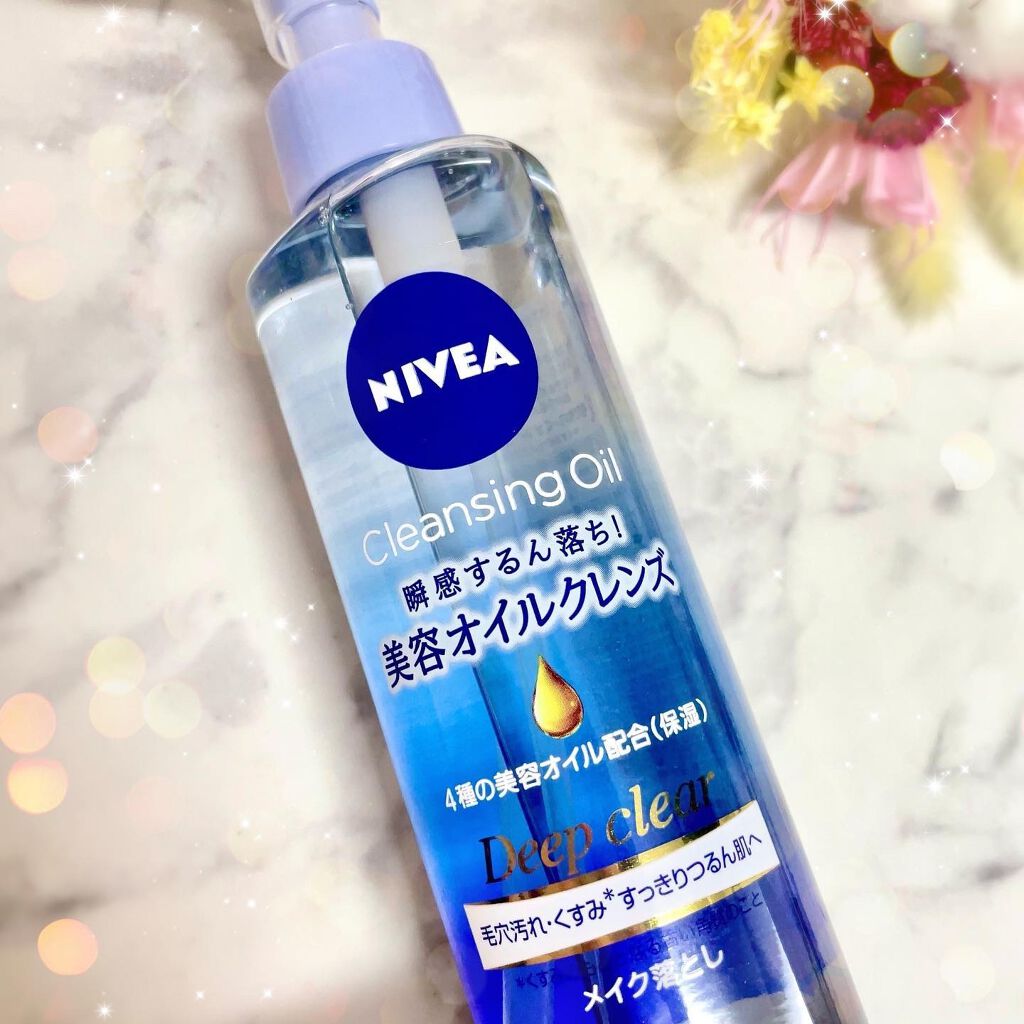 NIVEA
Cleansing Oil
瞬感するん落ち!
美容オイルクレンズ
4種の美容オイル配合(保湿)
Deep clear
毛穴汚れ・くすみ*すっきりつるん肌へ
メイク落とし